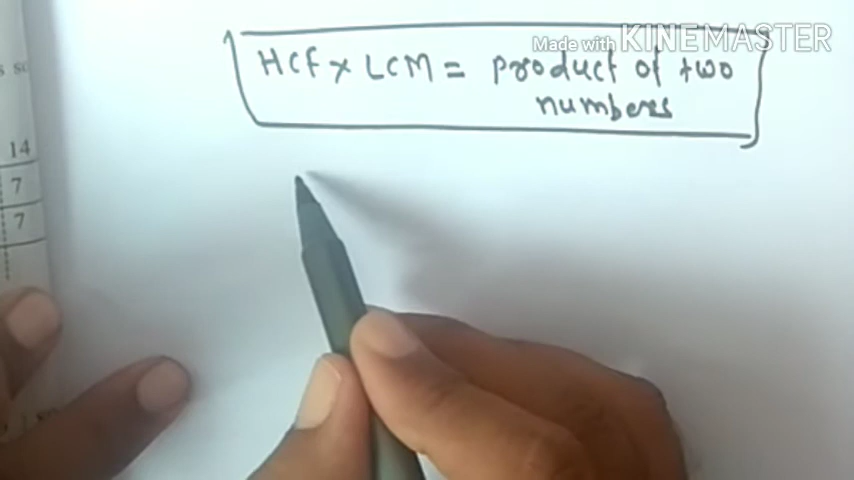 Made with KINEMASTER
HCF × LCM = product of two
numbers
14
7
7